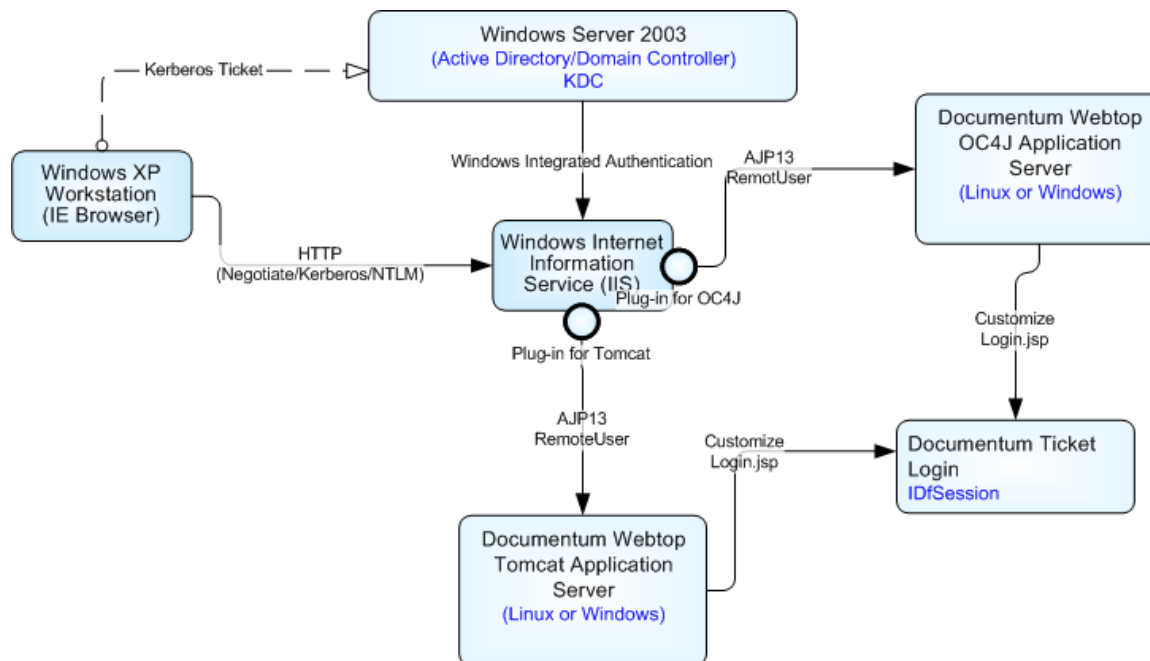 Windows Server 2003
(Active Directory/Domain Controller)
KDC
Kerberos Ticket
Windows XP
Workstation
(IE Browser)
Windows Integrated Authentication
AJP13
RemotUser
Documentum Webtop
OC4J Application
Server
(Linux or Windows)
HTTP
(Negotiate/Kerberos/NTLM)
Windows Internet
Information
Service (IIS)
Plug-in for OC4J
Plug-in for Tomcat
Customize
Login.jsp
AJP13
RemoteUser
Customize
Login.jsp
Documentum Ticket
Login
IDfSession
Documentum Webtop
Tomcat Application
Server
(Linux or Windows)